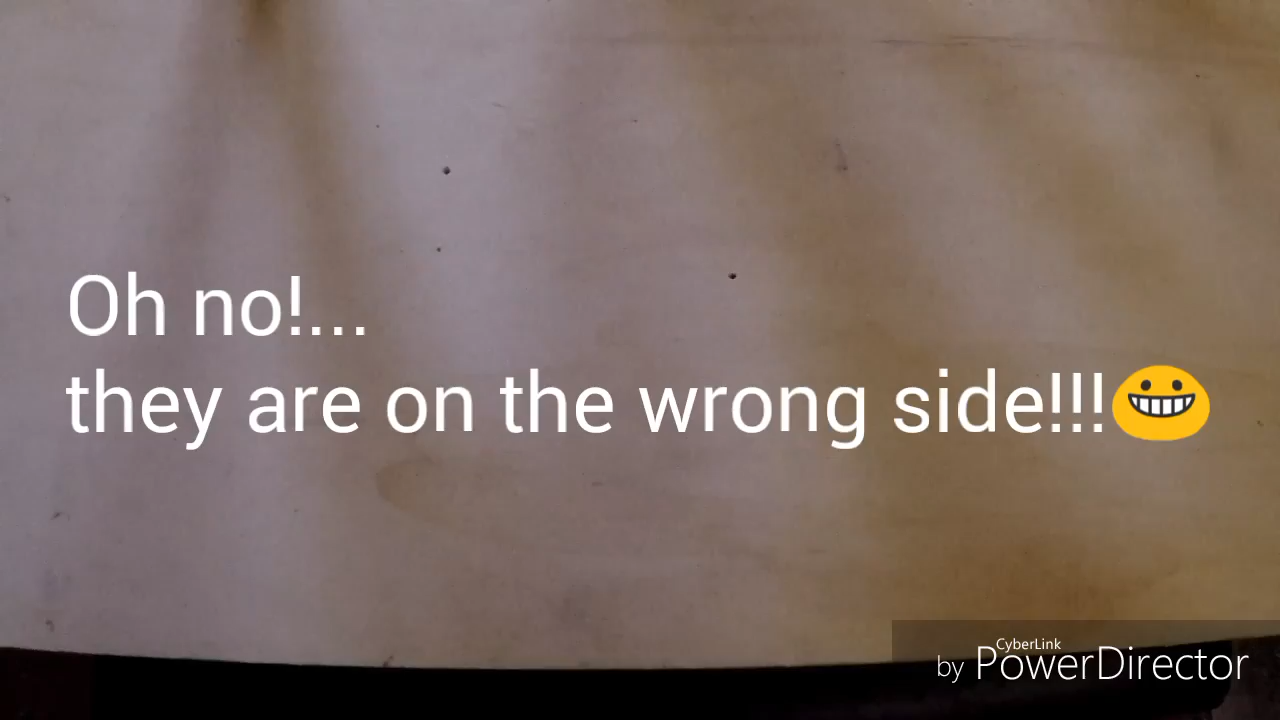 Oh no!...
they are on the wrong side!!!😀
CyberLink
by PowerDirector